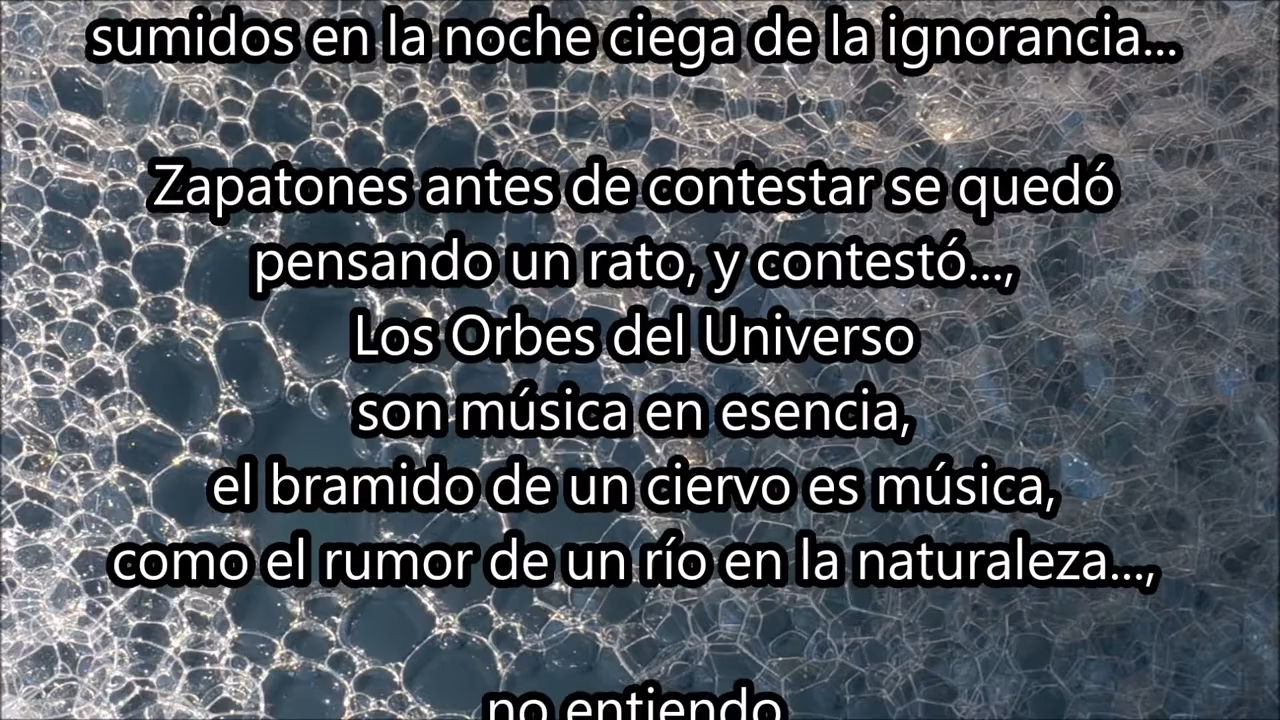 sumidos en la noche ciega de la ignorancia...
Zapatones antes de contestar se quedó
pensando un rato, y contestó...,
Los Orbes del Universo
son música en esencia,
el bramido de un ciervo es música,
como el rumor de un río en la naturaleza...,
no entiendo